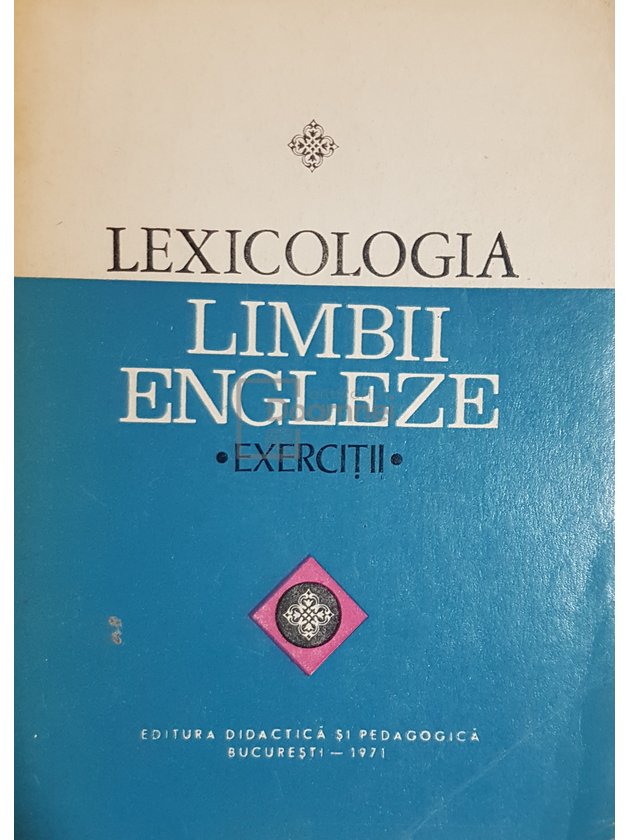 LEXICOLOGIA
LIMBII
ENGLEZE
• EXERCIȚII •
EDITURA DIDACTICĂ ȘI PEDAGOGICĂ
BUCUREȘTI — 1971